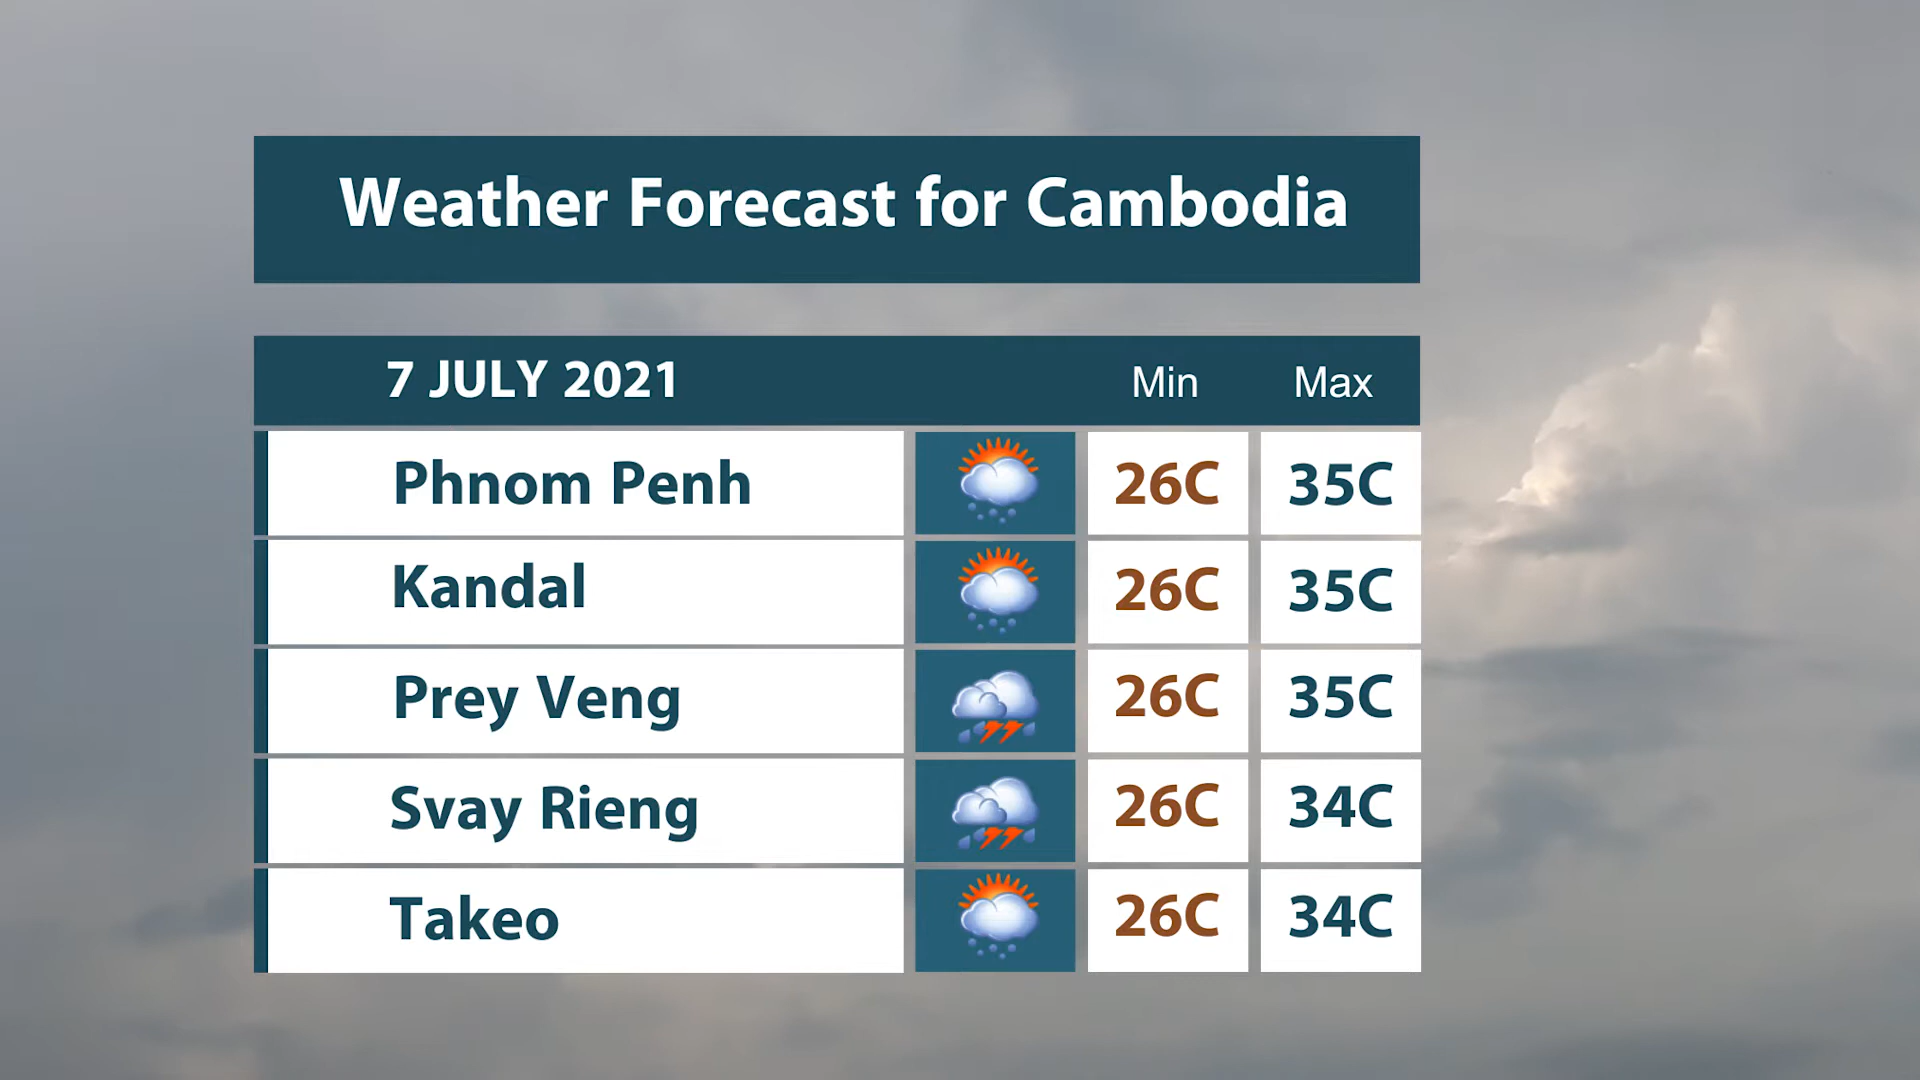 Weather Forecast for Cambodia
7 JULY 2021 Min Max
Phnom Penh 26C 35C
Kandal 26C 35C
Prey Veng 26C 35C
Svay Rieng 26C 34C
Takeo 26C 34C